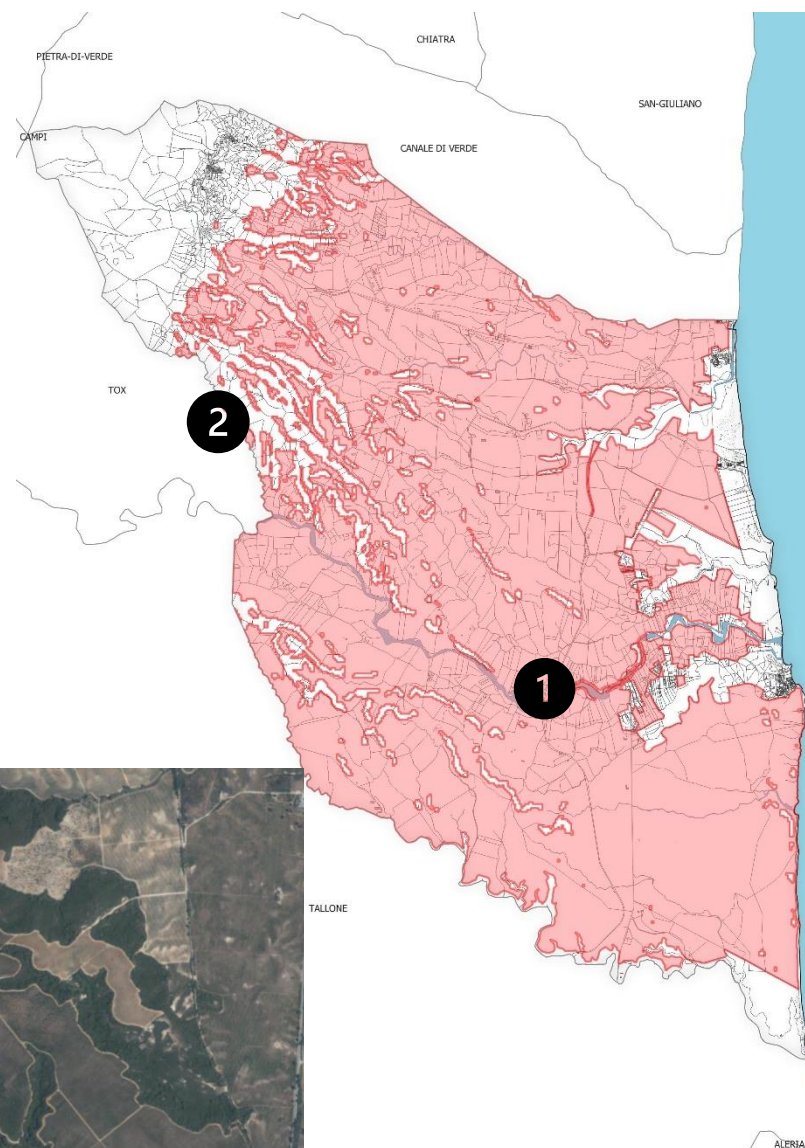 CHIATRA
PIETRA-DI-VERDE
SAN-GIULIANO
CAMPI
CANALE DI VERDE
TOX
2
1
TALLONE
ALERIA